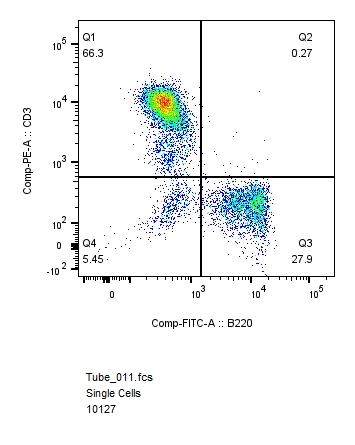 Q1
66.3
Q2
0.27
10^5
10^4
10^3
10^2
0
-10^2
Comp-PE-A :: CD3
Q4
5.45
Q3
27.9
0
10^3
10^4
10^5
Comp-FITC-A :: B220
Tube_011.fcs
Single Cells
10127